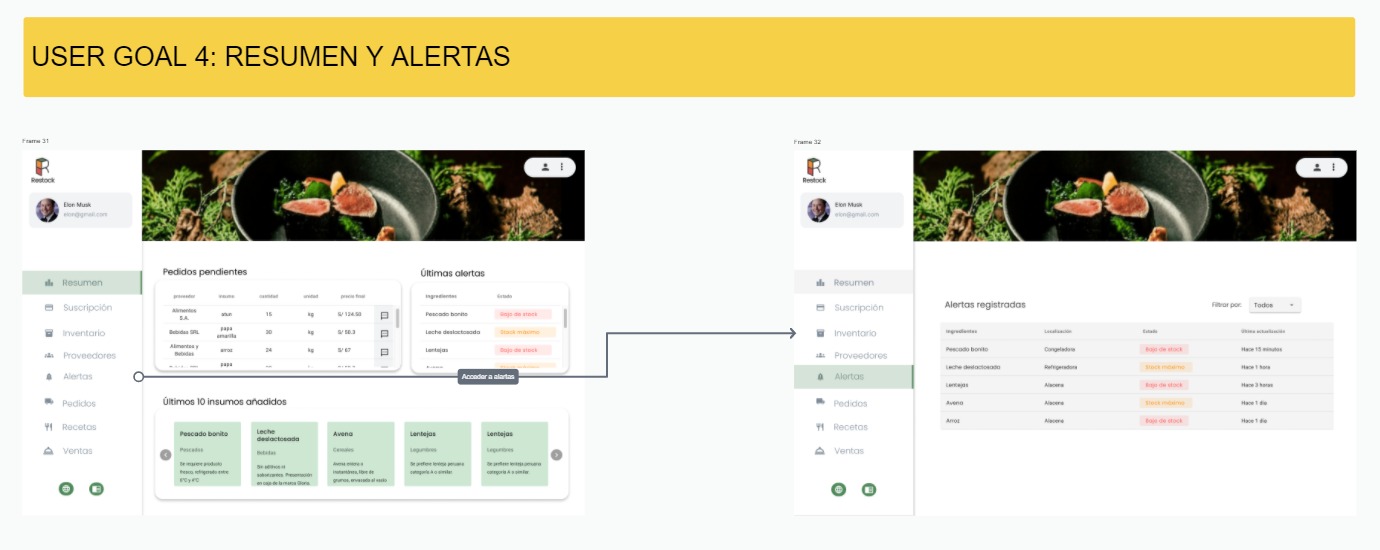 USER GOAL 4: RESUMEN Y ALERTAS
Frame 31
Restock
Elon Musk
elon@gmail.com
Resumen
Suscripción
Inventario
Proveedores
Alertas
Pedidos
Recetas
Ventas
Pedidos pendientes
proveedor insumo cantidad unidad precio final
Alimentos S.A. atun 15 kg S/ 124.50
Bebidas SRL papa amarilla 30 kg S/ 50.3
Alimentos y Bebidas arroz 24 kg S/ 67
papa
Últimas alertas
Ingredientes Estado
Pescado bonito Bajo de stock
Leche deslactosada Stock máximo
Lentejas Bajo de stock
Avena
Acceder a alertas
Últimos 10 insumos añadidos
Pescado bonito
Pescados
Se requiere producto
fresco, refrigerado entre
0°C y 4°C
Leche
deslactosada
Bebidas
Sin aditivos ni
saborizantes. Presentación
en caja de la marca Gloria.
Avena
Cereales
Avena entera o
instantánea, libre de
grumos, envasada al vacío
Lentejas
Legumbres
Se prefiere lenteja peruana
categoría A o similar.
Lentejas
Legumbres
Se prefiere lenteja peruana
categoría A o similar.
Frame 32
Restock
Elon Musk
elon@gmail.com
Resumen
Suscripción
Inventario
Proveedores
Alertas
Pedidos
Recetas
Ventas
Alertas registradas
Filtrar por: Todos
Ingredientes Localización Estado Última actualización
Pescado bonito Congeladora Bajo de stock Hace 15 minutos
Leche deslactosada Refrigeradora Stock máximo Hace 1 hora
Lentejas Alacena Bajo de stock Hace 3 horas
Avena Alacena Stock máximo Hace 1 día
Arroz Alacena Bajo de stock Hace 1 día